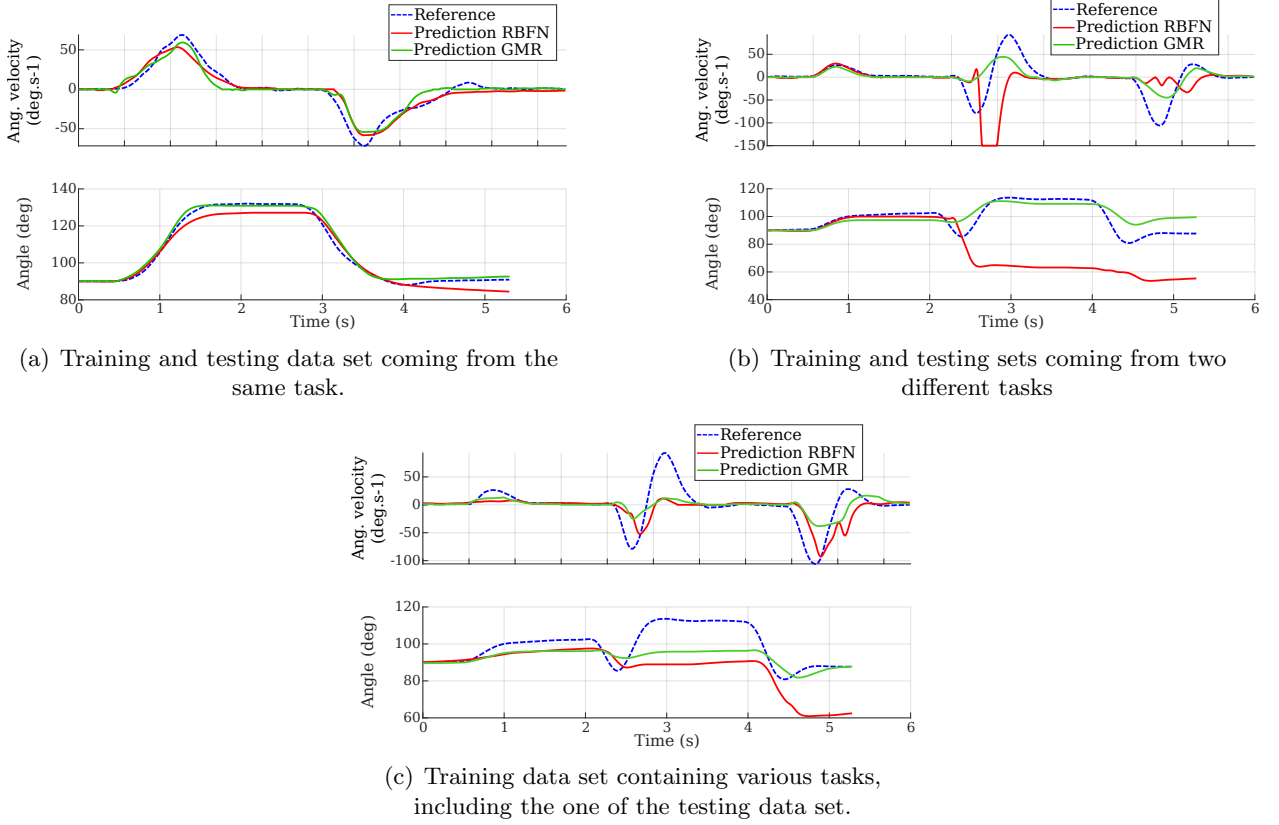 Reference
Prediction RBFN
Prediction GMR
Ang. velocity
(deg.s-1)
50
0
-50
Angle (deg)
140
120
100
80
0 1 2 3 4 5 6
Time (s)
(a) Training and testing data set coming from the
same task.
Reference
Prediction RBFN
Prediction GMR
Ang. velocity
(deg.s-1)
50
0
-50
-100
-150
Angle (deg)
120
100
80
60
40
0 1 2 3 4 5 6
Time (s)
(b) Training and testing sets coming from two
different tasks
Reference
Prediction RBFN
Prediction GMR
Ang. velocity
(deg.s-1)
50
0
-50
-100
Angle (deg)
120
100
80
60
0 1 2 3 4 5 6
Time (s)
(c) Training data set containing various tasks,
including the one of the testing data set.